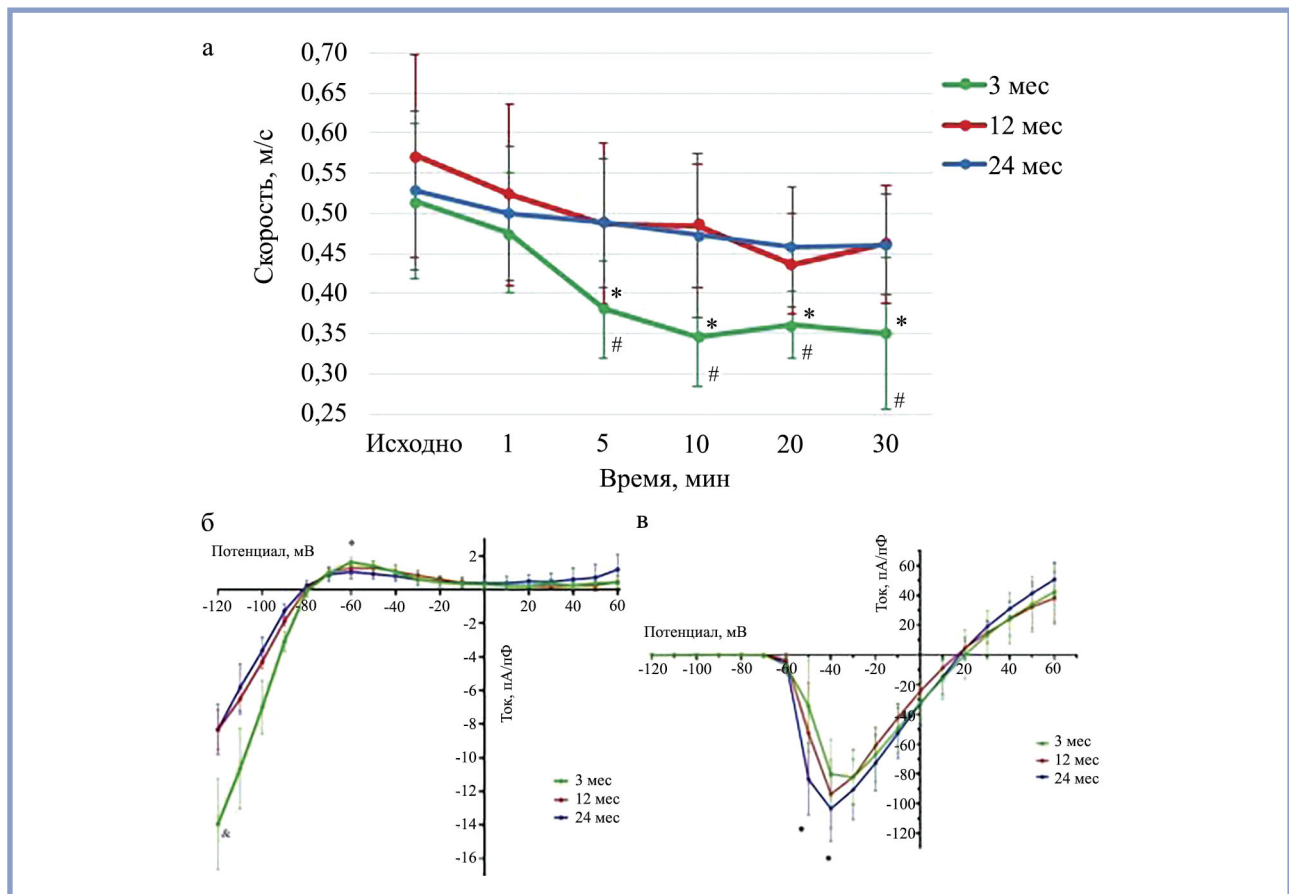 а
Скорость, м/с
0,70
0,65
0,60
0,55
0,50
0,45
0,40
0,35
0,30
0,25
3 мес
12 мес
24 мес
* * * *
# # # #
Исходно 1 5 10 20 30
Время, мин
б
Потенциал, мВ
-120 -100 -80 -60 -40 -20 20 40 60
2
-2
-4
-6
-8
-10
-12
-14
-16
Ток, пА/пФ
&
3 мес
12 мес
24 мес
в
Потенциал, мВ
-120 -100 -80 -60 -40 -20 20 40 60
Ток, пА/пФ
60
40
20
-20
-40
-60
-80
-100
-120
3 мес
12 мес
24 мес